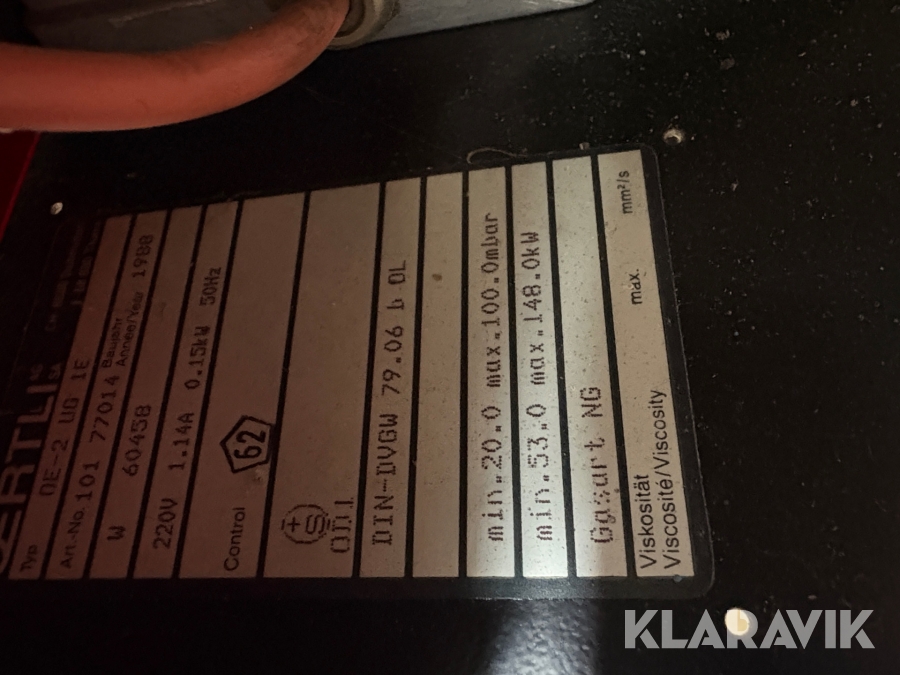 OERTLI AG SA
Typ OE-2 UG 1E
Art.-No. 101 77014 Baujahr Année/Year 1988
W 60458
220V 1.14A 0.15kW 50Hz
Control 62
+S
DIN-DVGW 79.06 b OL
min.20.0 max.100.0mbar
min.53.0 max.148.0kW
Gasart NG
Viskosität
Viscosité/Viscosity max. mm²/s
KLARAVIK